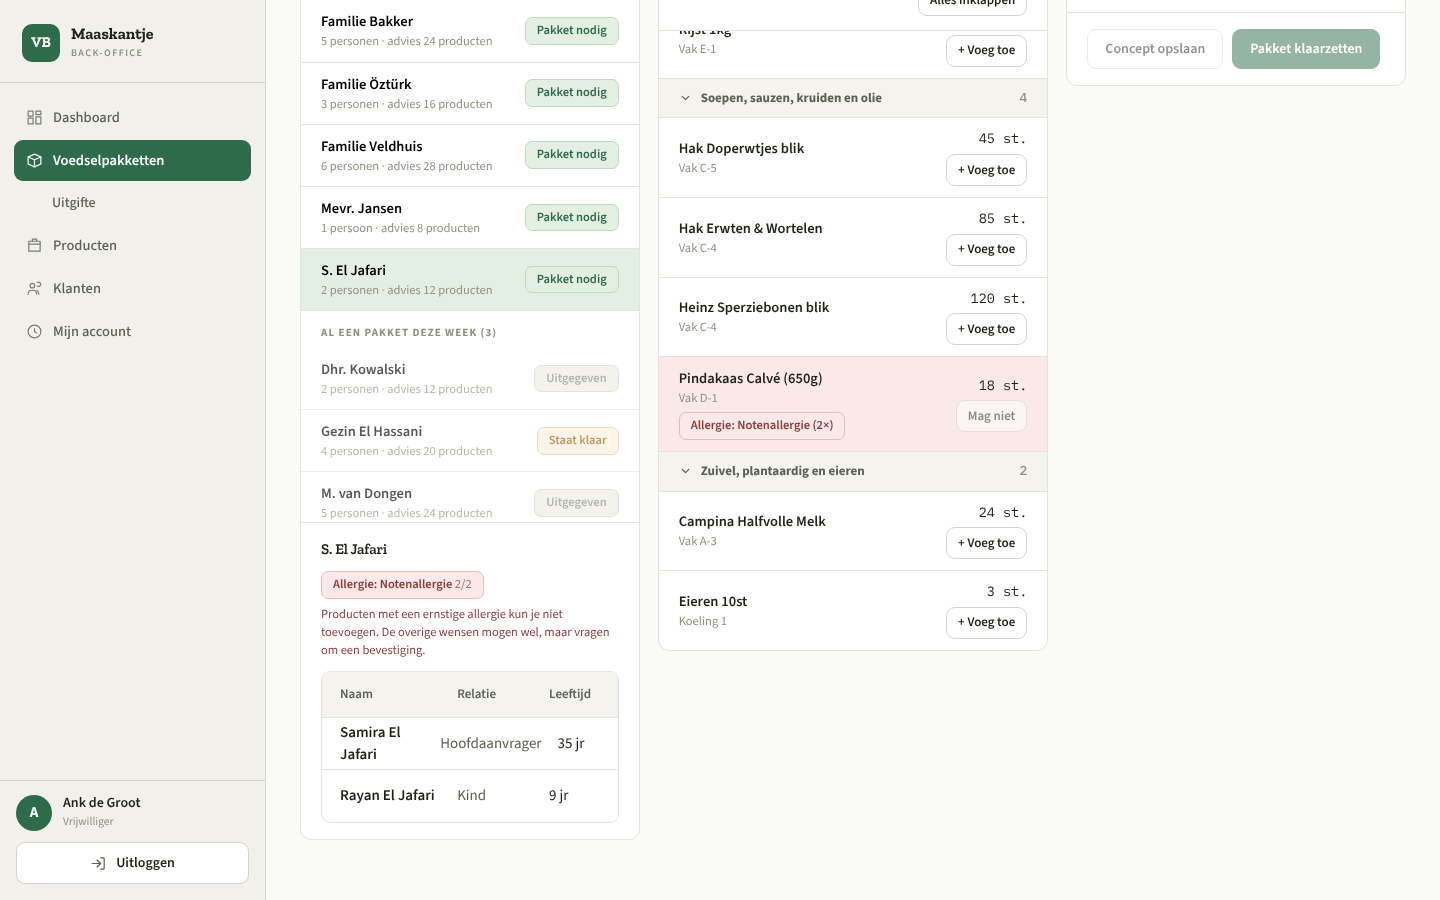 VB
Maaskantje
BACK-OFFICE
Dashboard
Voedselpakketten
Uitgifte
Producten
Klanten
Mijn account
Ank de Groot
A
Vrijwilliger
Uitloggen
Familie Bakker
5 personen · advies 24 producten
Pakket nodig
Familie Öztürk
3 personen · advies 16 producten
Pakket nodig
Familie Veldhuis
6 personen · advies 28 producten
Pakket nodig
Mevr. Jansen
1 persoon · advies 8 producten
Pakket nodig
S. El Jafari
2 personen · advies 12 producten
Pakket nodig
AL EEN PAKKET DEZE WEEK (3)
Dhr. Kowalski
2 personen · advies 12 producten
Uitgegeven
Gezin El Hassani
4 personen · advies 20 producten
Staat klaar
M. van Dongen
5 personen · advies 24 producten
Uitgegeven
S. El Jafari
Allergie: Notenallergie 2/2
Producten met een ernstige allergie kun je niet
toevoegen. De overige wensen mogen wel, maar vragen
om een bevestiging.
Naam Relatie Leeftijd
Samira El
Jafari
Hoofdaanvrager 35 jr
Rayan El Jafari Kind 9 jr
Alles inklappen
Rijst 1kg
Vak E-1
+ Voeg toe
Soepen, sauzen, kruiden en olie 4
Hak Doperwtjes blik
Vak C-5
45 st.
+ Voeg toe
Hak Erwten & Wortelen
Vak C-4
85 st.
+ Voeg toe
Heinz Sperziebonen blik
Vak C-4
120 st.
+ Voeg toe
Pindakaas Calvé (650g)
Vak D-1
Allergie: Notenallergie (2×)
18 st.
Mag niet
Zuivel, plantaardig en eieren 2
Campina Halfvolle Melk
Vak A-3
24 st.
+ Voeg toe
Eieren 10st
Koeling 1
3 st.
+ Voeg toe
Concept opslaan
Pakket klaarzetten